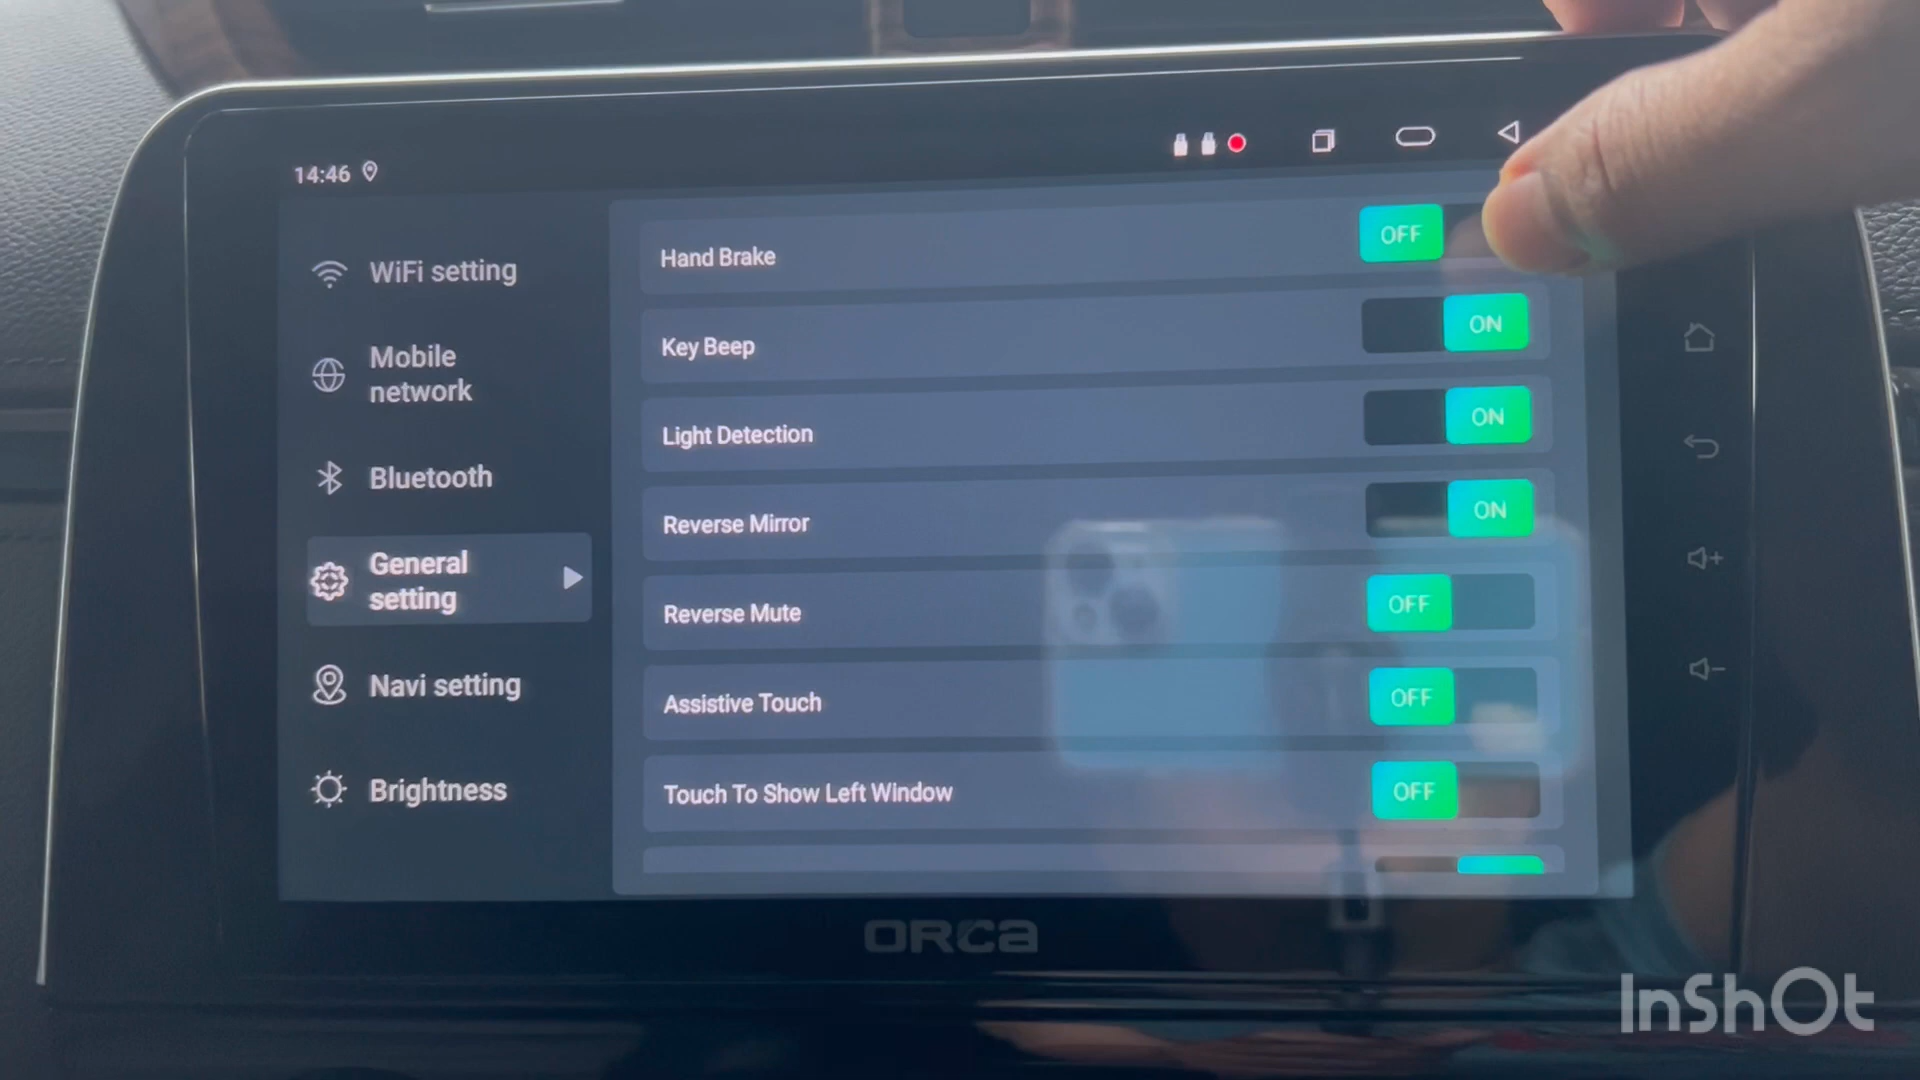 14:46
WiFi setting
Mobile
network
Bluetooth
General
setting
Navi setting
Brightness
Hand Brake OFF
Key Beep ON
Light Detection ON
Reverse Mirror ON
Reverse Mute OFF
Assistive Touch OFF
Touch To Show Left Window OFF
ORCA
InShOt